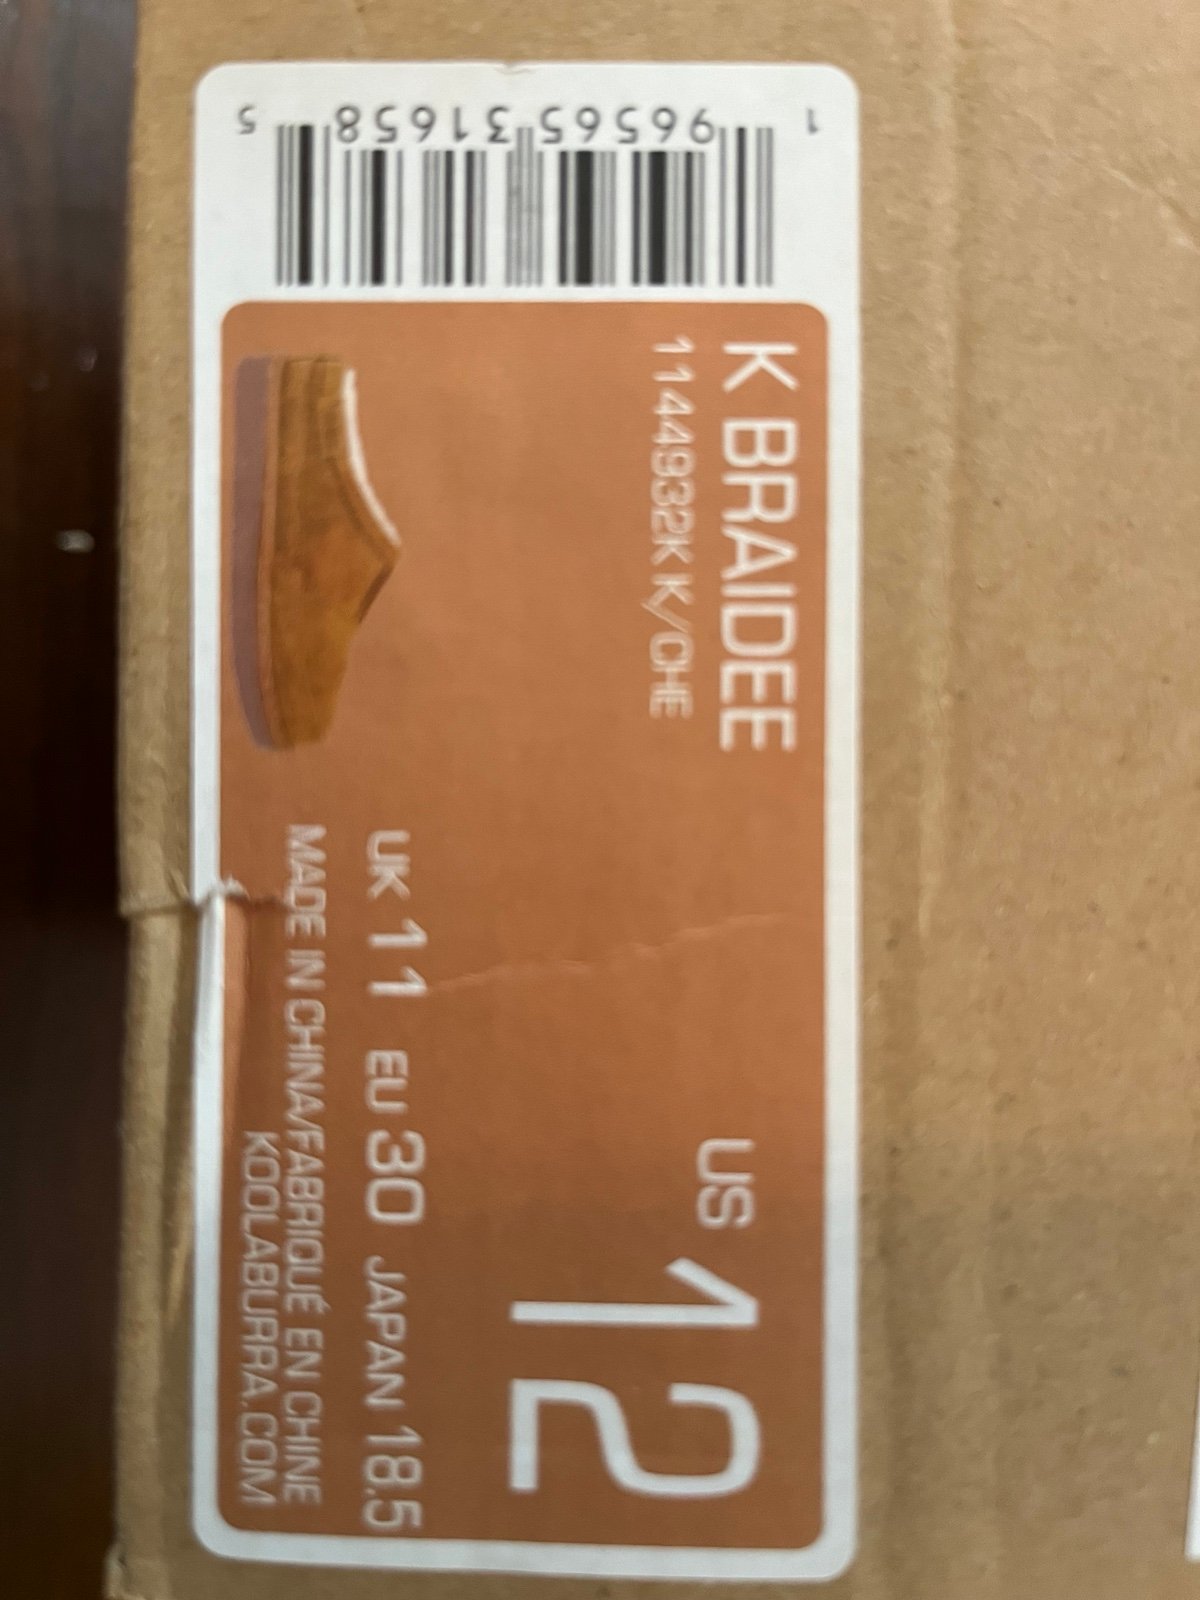 K BRAIDEE
114932K K/CHE
US 12
UK 11 EU 30 JAPAN 18.5
MADE IN CHINA/FABRIQUÉ EN CHINE
KOOLABURRA.COM
1 96565 31658 5